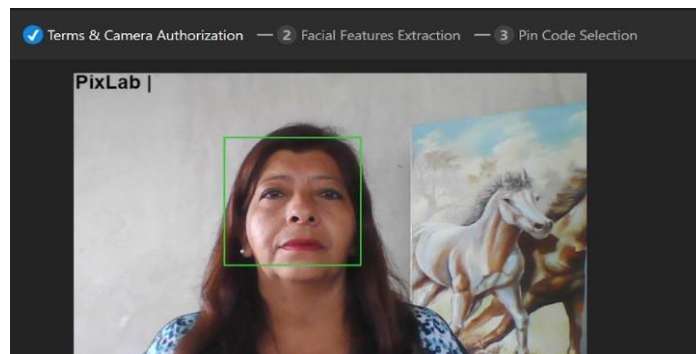 Terms & Camera Authorization — 2 Facial Features Extraction — 3 Pin Code Selection
PixLab |